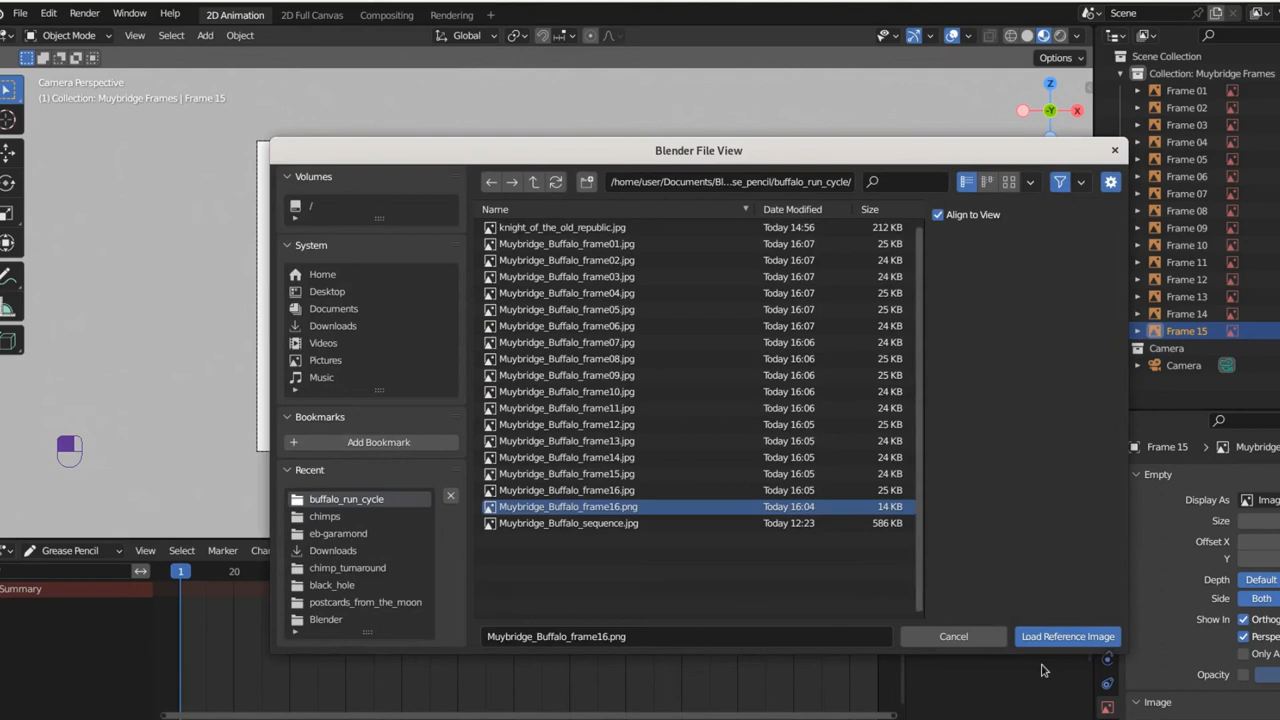 File Edit Render Window Help 2D Animation 2D Full Canvas Compositing Rendering + Scene
Object Mode View Select Add Object Global
Options
Camera Perspective
(1) Collection: Muybridge Frames | Frame 15
Z
X
-Y
Scene Collection
Collection: Muybridge Frames
Frame 01
Frame 02
Frame 03
Frame 04
Frame 05
Frame 06
Frame 07
Frame 08
Frame 09
Frame 10
Frame 11
Frame 12
Frame 13
Frame 14
Frame 15
Camera
Camera
Blender File View
Volumes
/
System
Home
Desktop
Documents
Downloads
Videos
Pictures
Music
Bookmarks
Add Bookmark
Recent
buffalo_run_cycle
chimps
eb-garamond
Downloads
chimp_turnaround
black_hole
postcards_from_the_moon
Blender
/home/user/Documents/Bl...se_pencil/buffalo_run_cycle/
Name Date Modified Size
knight_of_the_old_republic.jpg Today 14:56 212 KB
Muybridge_Buffalo_frame01.jpg Today 16:07 25 KB
Muybridge_Buffalo_frame02.jpg Today 16:07 24 KB
Muybridge_Buffalo_frame03.jpg Today 16:07 24 KB
Muybridge_Buffalo_frame04.jpg Today 16:07 25 KB
Muybridge_Buffalo_frame05.jpg Today 16:07 25 KB
Muybridge_Buffalo_frame06.jpg Today 16:07 24 KB
Muybridge_Buffalo_frame07.jpg Today 16:06 24 KB
Muybridge_Buffalo_frame08.jpg Today 16:06 25 KB
Muybridge_Buffalo_frame09.jpg Today 16:06 25 KB
Muybridge_Buffalo_frame10.jpg Today 16:06 24 KB
Muybridge_Buffalo_frame11.jpg Today 16:06 24 KB
Muybridge_Buffalo_frame12.jpg Today 16:05 24 KB
Muybridge_Buffalo_frame13.jpg Today 16:05 24 KB
Muybridge_Buffalo_frame14.jpg Today 16:05 24 KB
Muybridge_Buffalo_frame15.jpg Today 16:05 24 KB
Muybridge_Buffalo_frame16.jpg Today 16:05 25 KB
Muybridge_Buffalo_frame16.png Today 16:04 14 KB
Muybridge_Buffalo_sequence.jpg Today 12:23 586 KB
Align to View
Muybridge_Buffalo_frame16.png Cancel Load Reference Image
Frame 15 Muybridg
Empty
Display As Imag
Size
Offset X
Y
Depth Default
Side Both
Show In Orthog
Perspe
Only A
Opacity
Image
Grease Pencil View Select Marker Cha
1 20
Summary